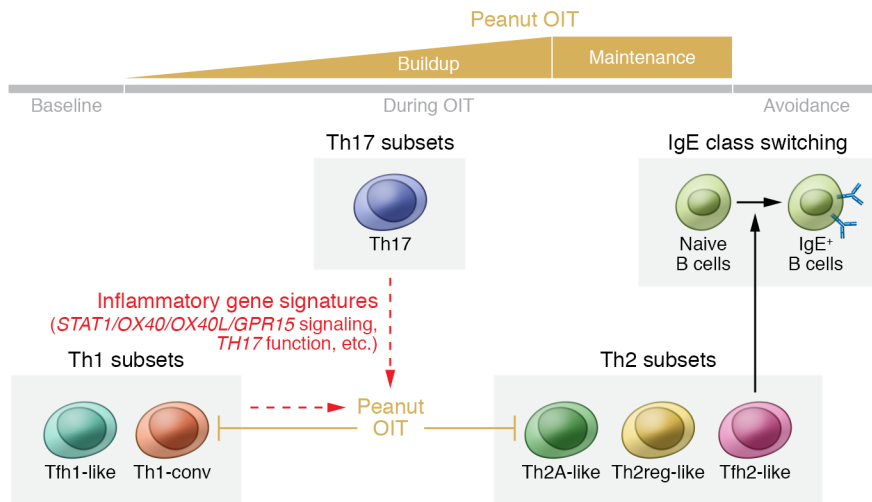 Peanut OIT
Buildup
Maintenance
Baseline
During OIT
Avoidance
Th17 subsets
IgE class switching
Th17
Naive
B cells
IgE+
B cells
Inflammatory gene signatures
(STAT1/OX40/OX40L/GPR15 signaling,
TH17 function, etc.)
Th1 subsets
Th2 subsets
Peanut
OIT
Tfh1-like
Th1-conv
Th2A-like
Th2reg-like
Tfh2-like